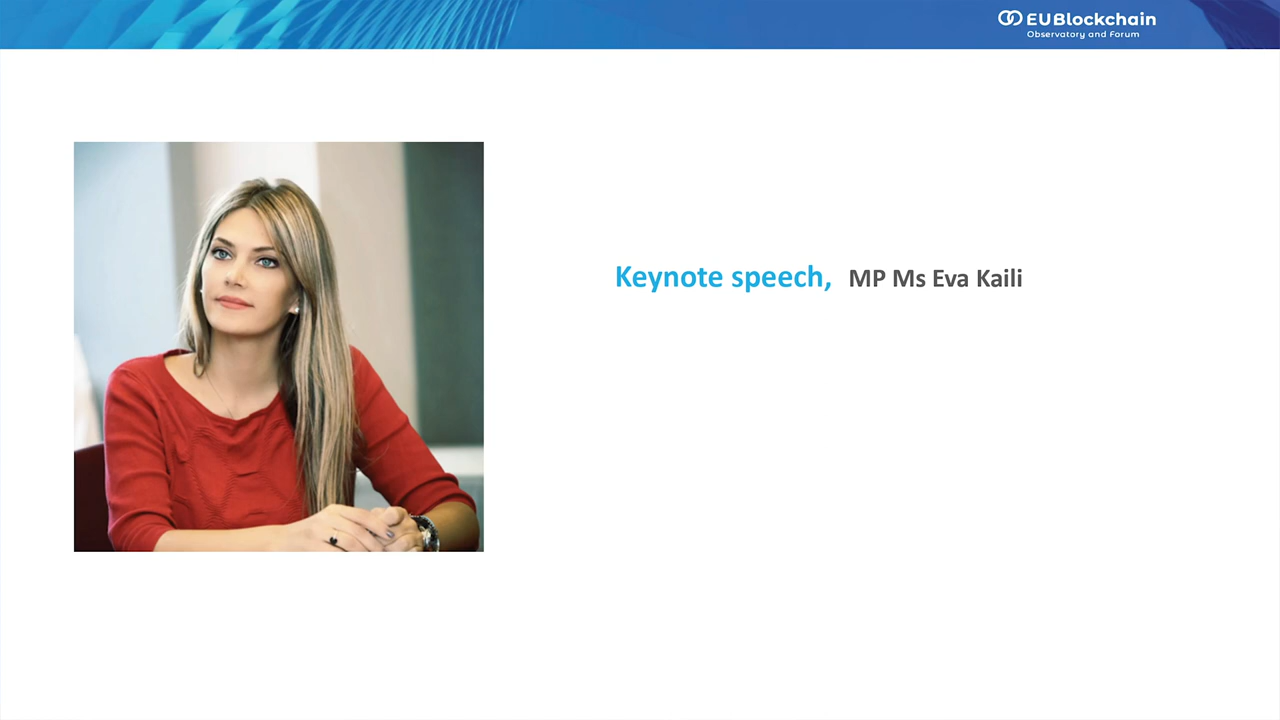 EUBlockchain
Observatory and Forum
Keynote speech, MP Ms Eva Kaili